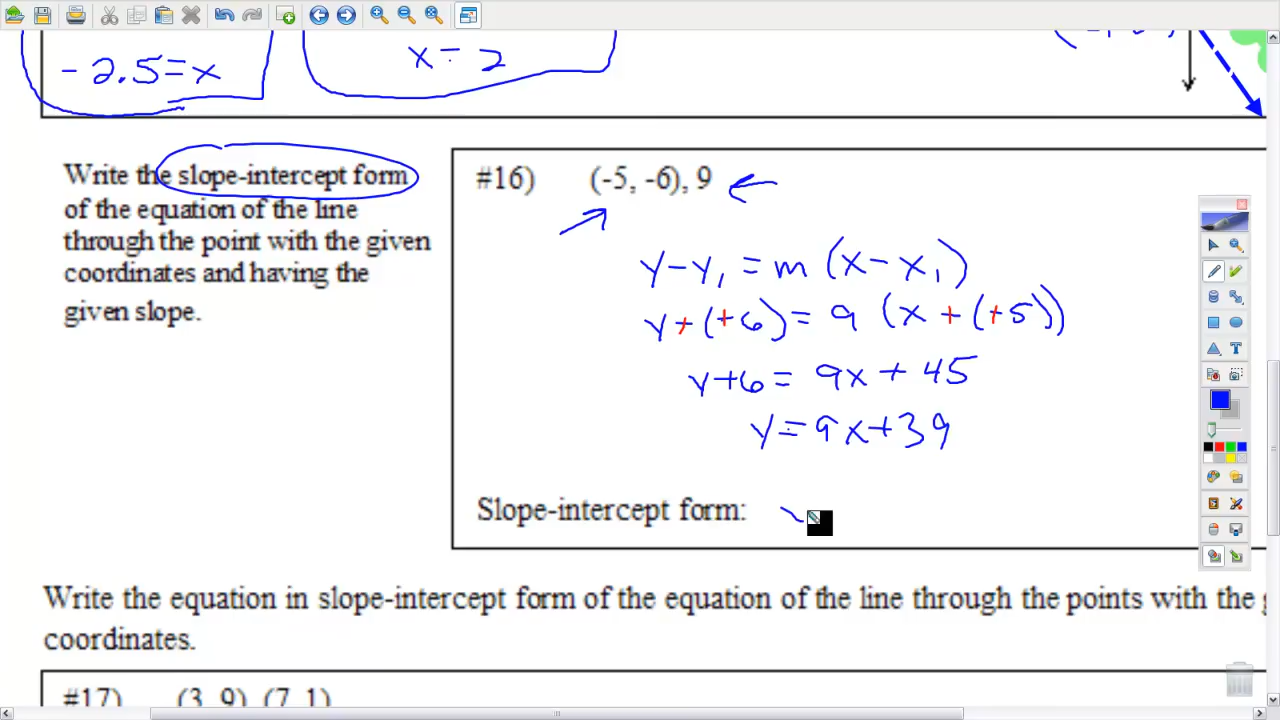 -2.5=x
x=2
Write the slope-intercept form
of the equation of the line
through the point with the given
coordinates and having the
given slope.
#16) (-5, -6), 9
y-y₁ = m (x-x₁)
y+(+6)= 9 (x+(+5))
y+6= 9x+45
y=9x+39
Slope-intercept form:
Write the equation in slope-intercept form of the equation of the line through the points with the
coordinates.
#17) (3, 9), (7, 1)